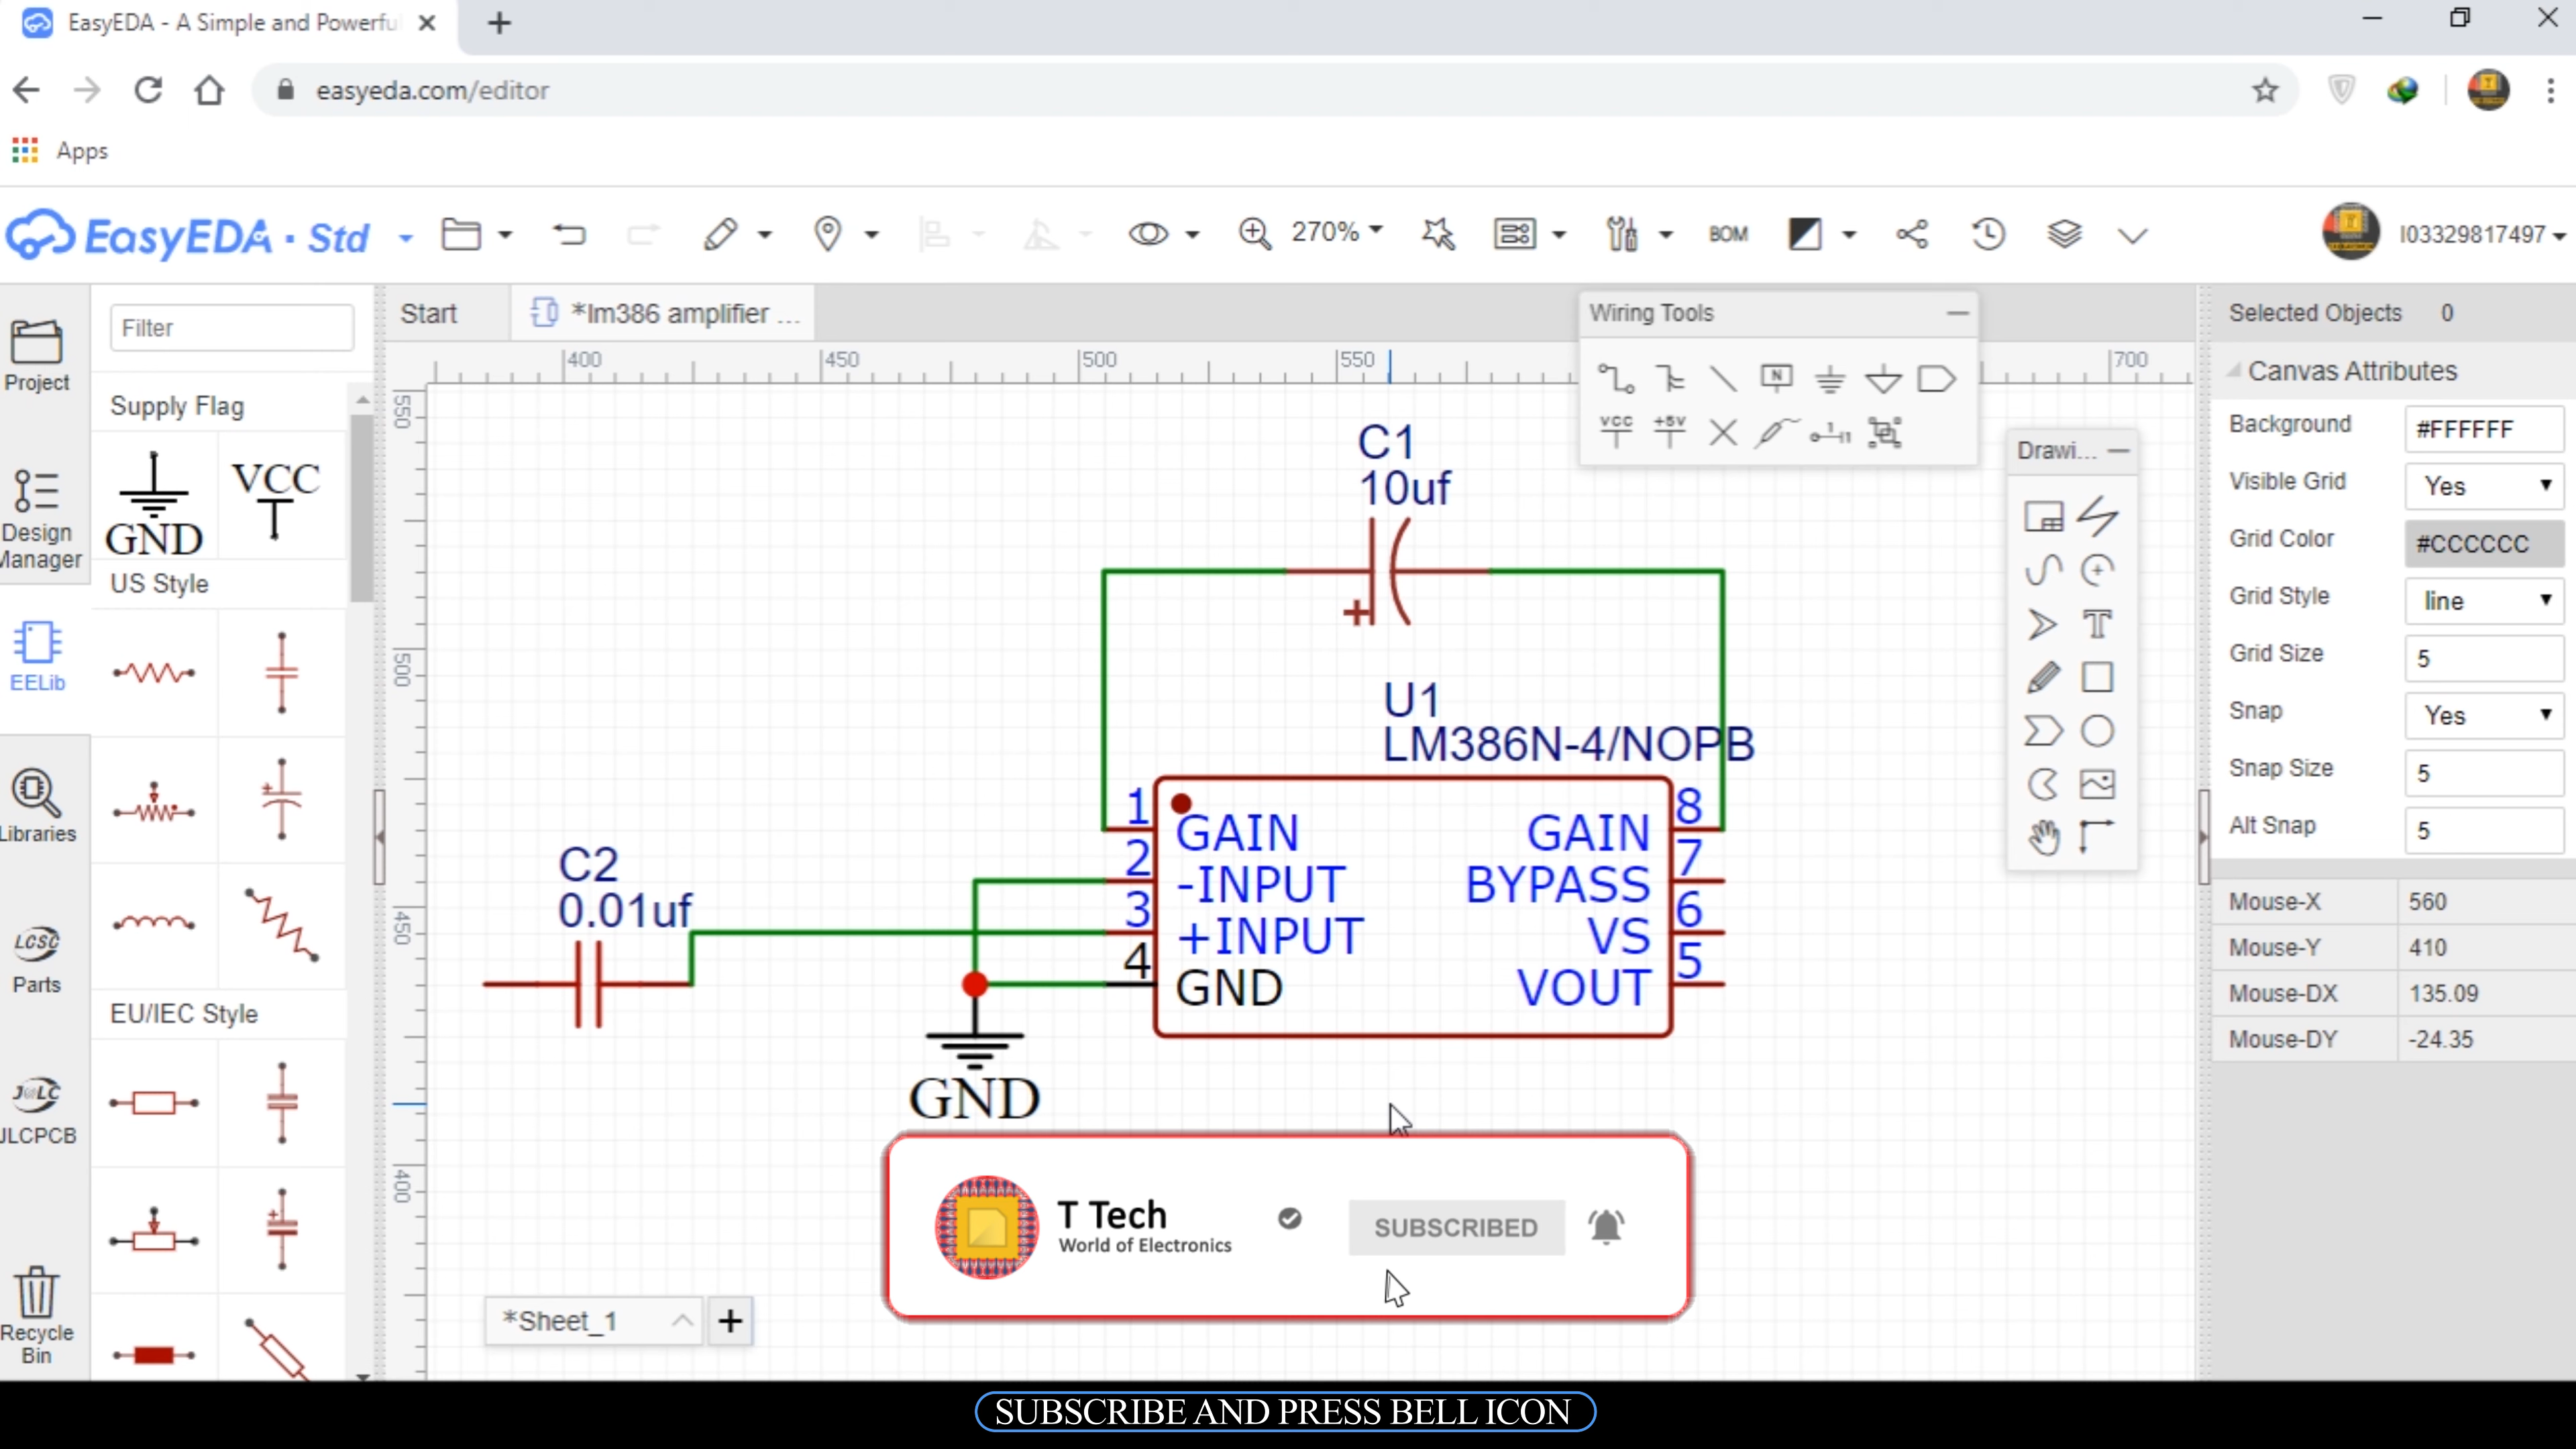 EasyEDA - A Simple and Powerfu
easyeda.com/editor
Apps
EasyEDA · Std
270%
BOM
I03329817497
Project
Design
Manager
EELib
Libraries
LCSC
Parts
J@LC
JLCPCB
Recycle
Bin
Filter
Supply Flag
GND
VCC
US Style
EU/IEC Style
Start
*lm386 amplifier ...
400
450
500
550
700
550
500
450
400
Wiring Tools
N
VCC
+5V
Drawi...
T
C1
10uf
+
U1
LM386N-4/NOPB
1 GAIN
2 -INPUT
3 +INPUT
4 GND
GAIN 8
BYPASS 7
VS 6
VOUT 5
C2
0.01uf
GND
T Tech
World of Electronics
SUBSCRIBED
*Sheet_1
Selected Objects 0
Canvas Attributes
Background #FFFFFF
Visible Grid Yes
Grid Color #CCCCCC
Grid Style line
Grid Size 5
Snap Yes
Snap Size 5
Alt Snap 5
Mouse-X 560
Mouse-Y 410
Mouse-DX 135.09
Mouse-DY -24.35
SUBSCRIBE AND PRESS BELL ICON